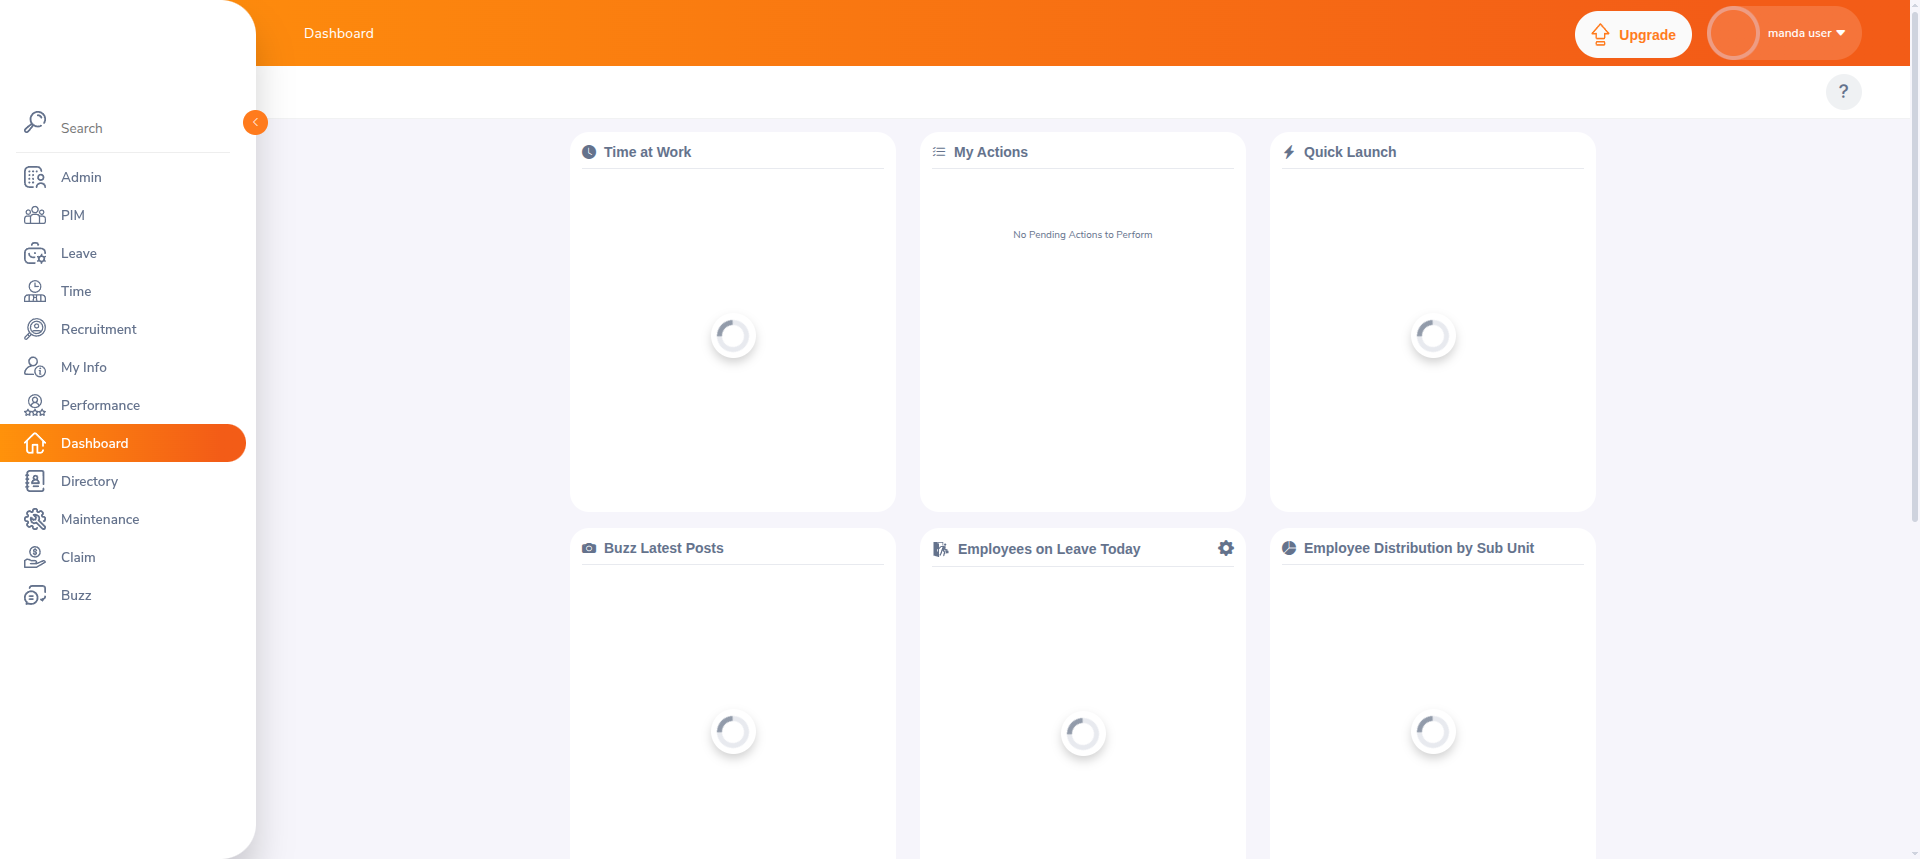 Dashboard
Upgrade
manda user
?
Search
Admin
PIM
Leave
Time
Recruitment
My Info
Performance
Dashboard
Directory
Maintenance
Claim
Buzz
Time at Work
My Actions
No Pending Actions to Perform
Quick Launch
Buzz Latest Posts
Employees on Leave Today
Employee Distribution by Sub Unit